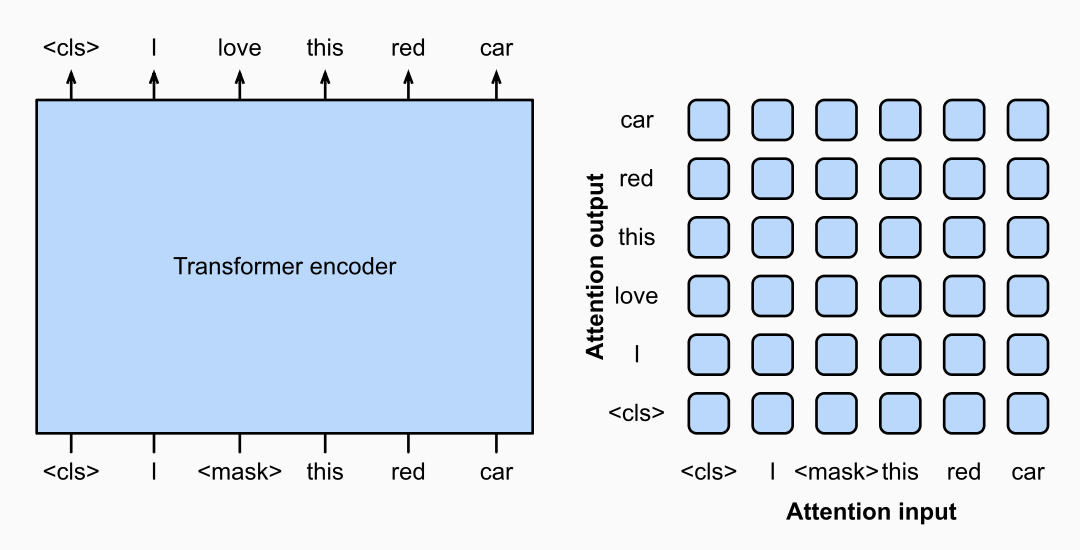 <cls> I love this red car
Transformer encoder
<cls> I <mask> this red car
Attention output
car
red
this
love
I
<cls>
<cls> I <mask> this red car
Attention input